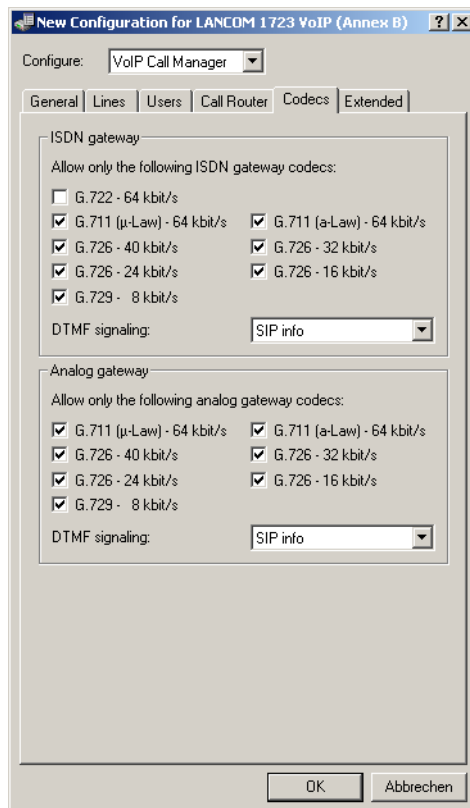 New Configuration for LANCOM 1723 VoIP (Annex B)
Configure: VoIP Call Manager
General Lines Users Call Router Codecs Extended
ISDN gateway
Allow only the following ISDN gateway codecs:
G.722 - 64 kbit/s
G.711 (µ-Law) - 64 kbit/s G.711 (a-Law) - 64 kbit/s
G.726 - 40 kbit/s G.726 - 32 kbit/s
G.726 - 24 kbit/s G.726 - 16 kbit/s
G.729 - 8 kbit/s
DTMF signaling: SIP info
Analog gateway
Allow only the following analog gateway codecs:
G.711 (µ-Law) - 64 kbit/s G.711 (a-Law) - 64 kbit/s
G.726 - 40 kbit/s G.726 - 32 kbit/s
G.726 - 24 kbit/s G.726 - 16 kbit/s
G.729 - 8 kbit/s
DTMF signaling: SIP info
OK Abbrechen